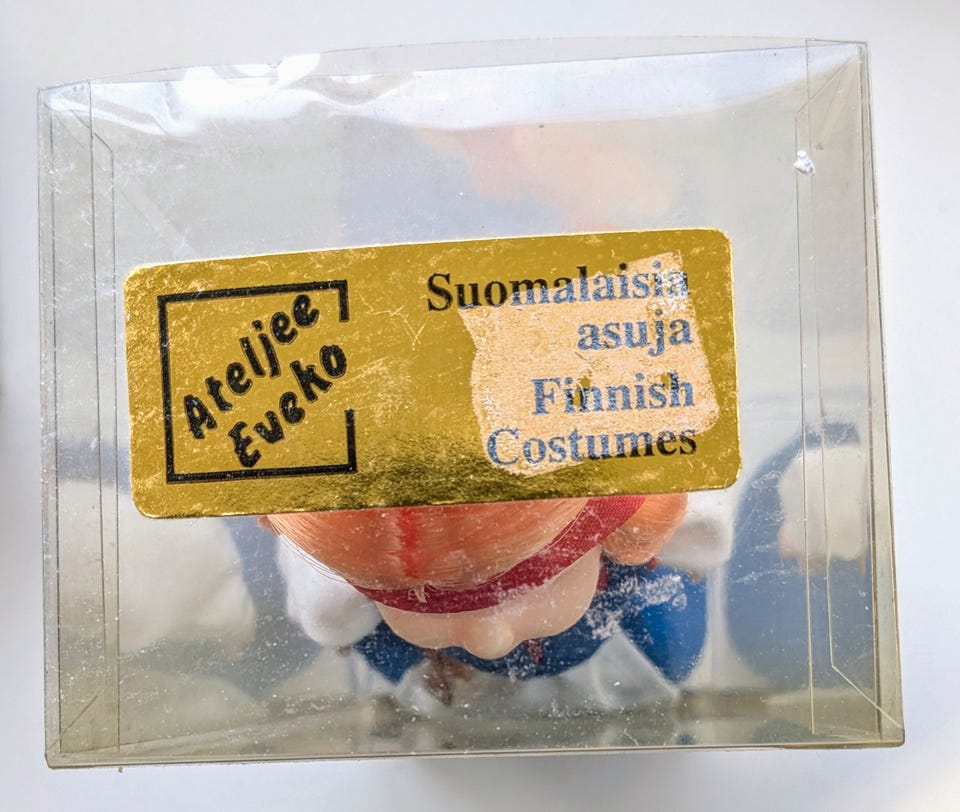 Ateljee
Eveko
Suomalaisia
asuja
Finnish
Costumes